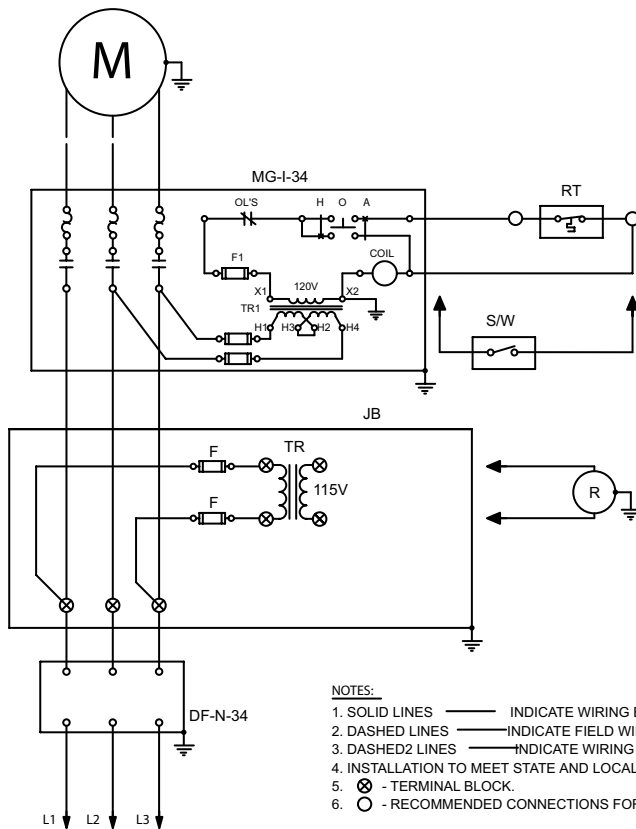 M
MG-I-34
RT
OL'S
H
O
A
F1
COIL
X1
120V
X2
TR1
H1
H3
H2
H4
S/W
JB
F
TR
F
115V
R
DF-N-34
L1
L2
L3
NOTES:
1. SOLID LINES INDICATE WIRING
2. DASHED LINES INDICATE FIELD
3. DASHED2 LINES INDICATE WIRING
4. INSTALLATION TO MEET STATE AND LOCAL
5. - TERMINAL BLOCK.
6. - RECOMMENDED CONNECTIONS